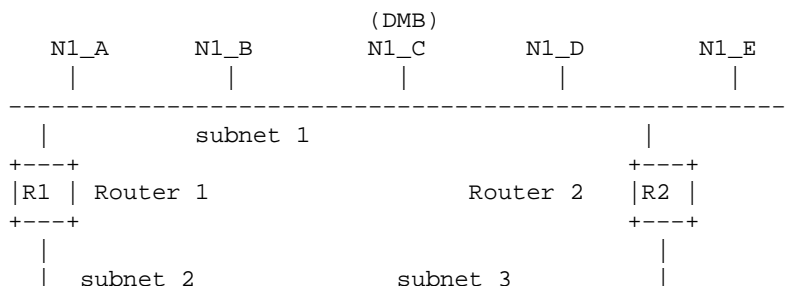 (DMB)
N1_A N1_B N1_C N1_D N1_E
subnet 1
R1 Router 1 Router 2 R2
subnet 2 subnet 3